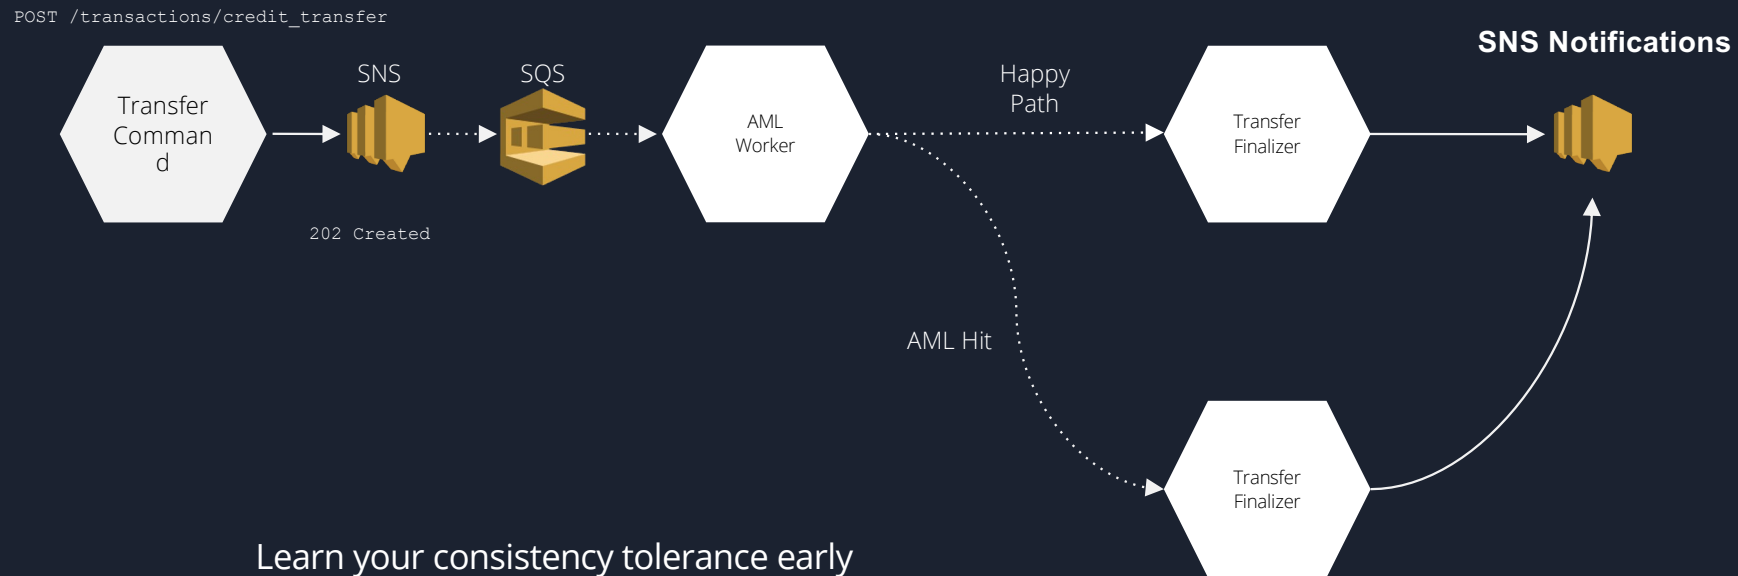 POST /transactions/credit_transfer
SNS Notifications
SNS
SQS
Happy
Path
Transfer
Comman
d
AML
Worker
Transfer
Finalizer
202 Created
AML Hit
Transfer
Finalizer
Learn your consistency tolerance early